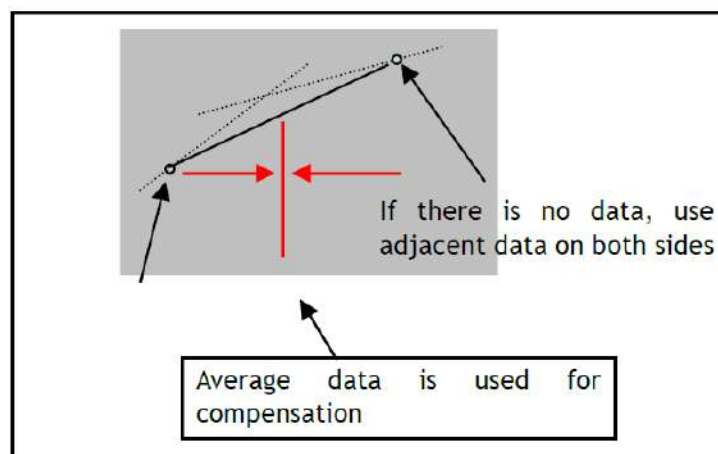 If there is no data, use
adjacent data on both sides
Average data is used for
compensation